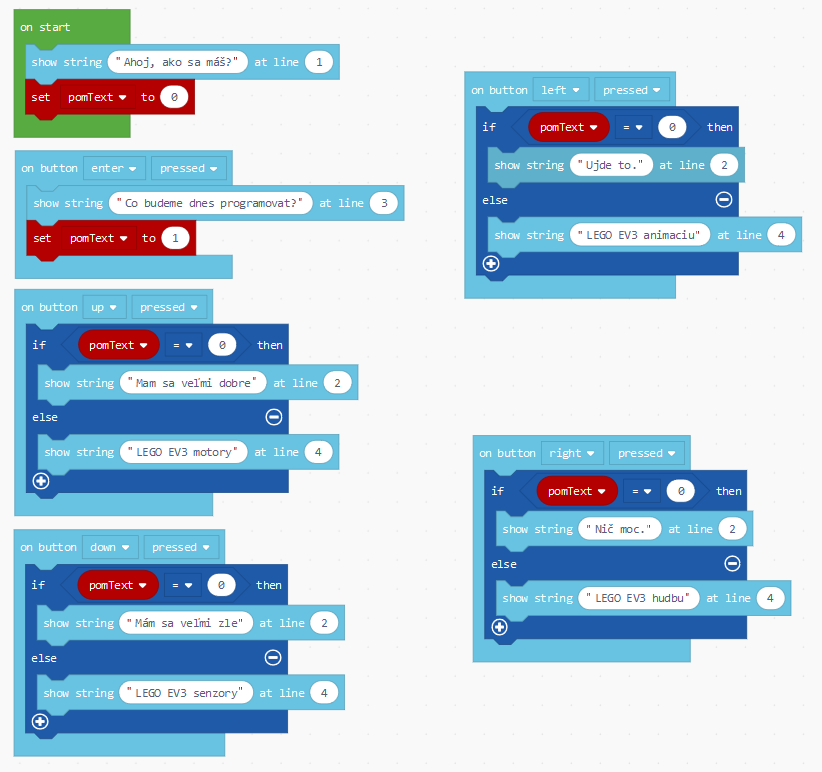 on start
show string "Ahoj, ako sa máš?" at line 1
set pomText to 0
on button enter pressed
show string "Co budeme dnes programovat?" at line 3
set pomText to 1
on button up pressed
if pomText = 0 then
show string "Mam sa veľmi dobre" at line 2
else
show string "LEGO EV3 motory" at line 4
on button down pressed
if pomText = 0 then
show string "Mám sa veľmi zle" at line 2
else
show string "LEGO EV3 senzory" at line 4
on button left pressed
if pomText = 0 then
show string "Ujde to." at line 2
else
show string "LEGO EV3 animaciu" at line 4
on button right pressed
if pomText = 0 then
show string "Nič moc." at line 2
else
show string "LEGO EV3 hudbu" at line 4